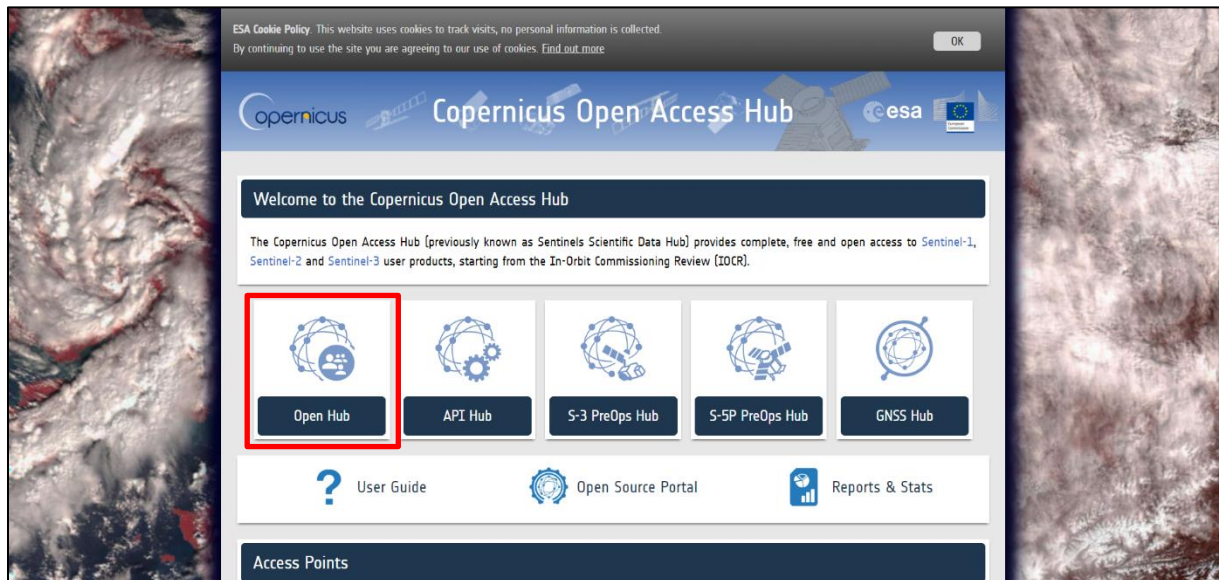 ESA Cookie Policy. This website uses cookies to track visits, no personal information is collected.
By continuing to use the site you are agreeing to our use of cookies. Find out more
OK
opernicus
Copernicus Open Access Hub
esa
Welcome to the Copernicus Open Access Hub
The Copernicus Open Access Hub (previously known as Sentinels Scientific Data Hub) provides complete, free and open access to Sentinel-1,
Sentinel-2 and Sentinel-3 user products, starting from the In-Orbit Commissioning Review (IOCR).
Open Hub
API Hub
S-3 PreOps Hub
S-5P PreOps Hub
GNSS Hub
? User Guide
Open Source Portal
Reports & Stats
Access Points